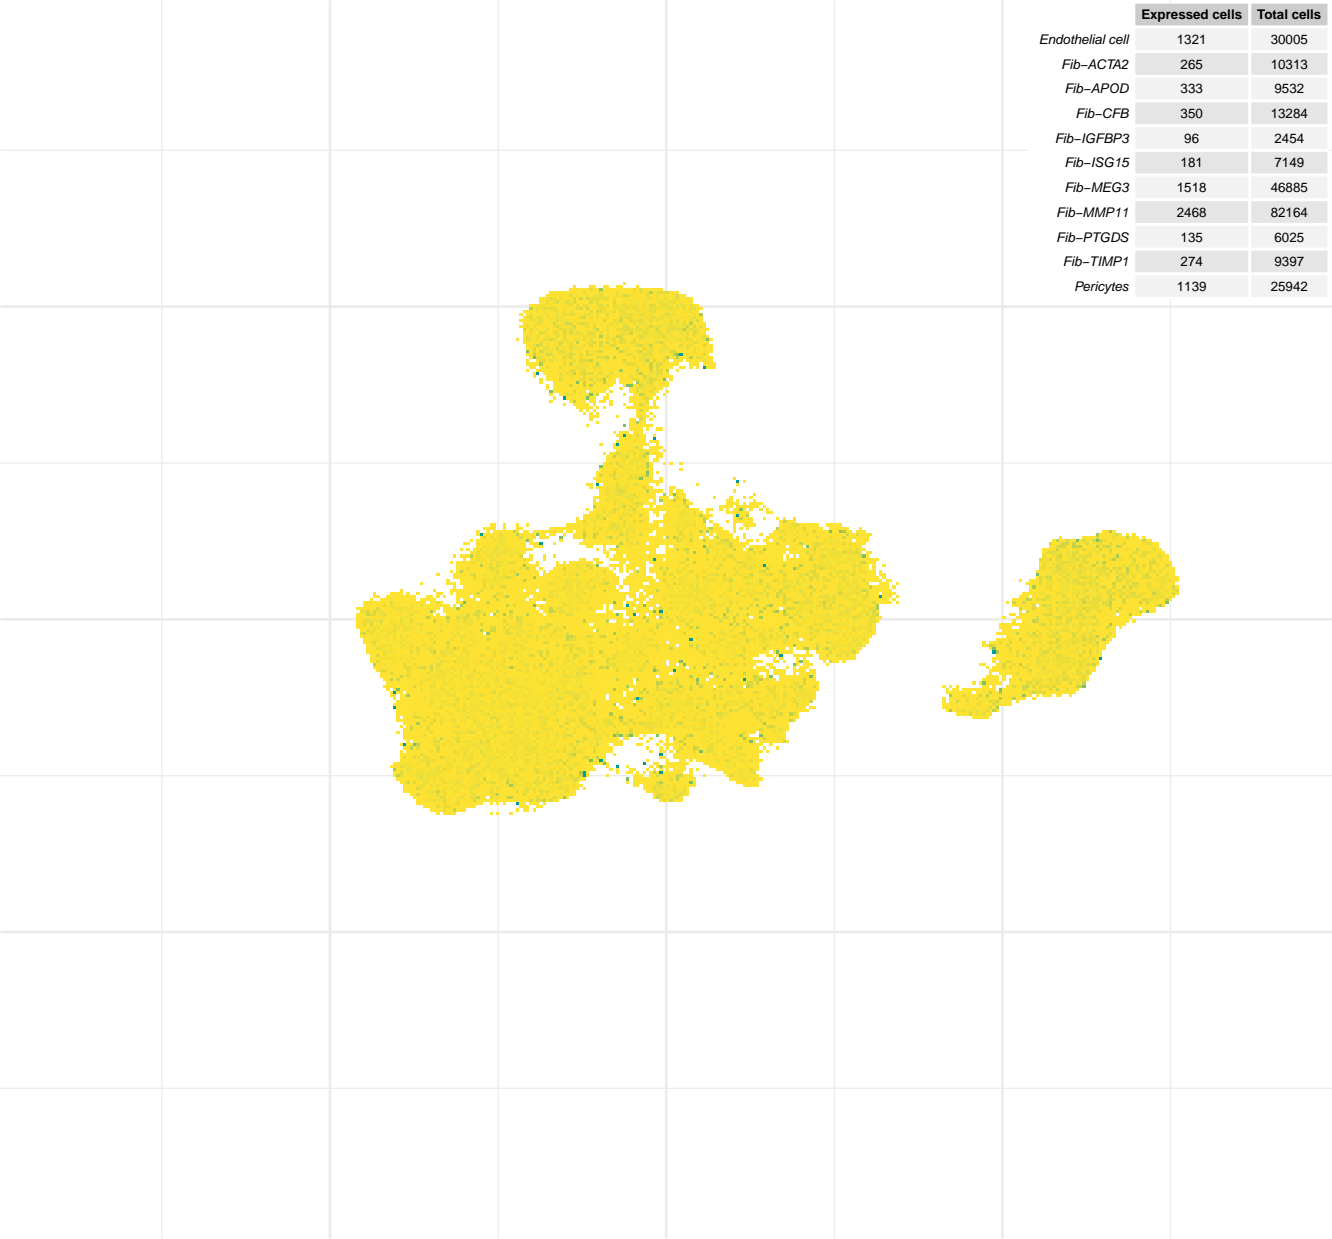 Expressed cells Total cells
Endothelial cell 1321 30005
Fib−ACTA2 265 10313
Fib−APOD 333 9532
Fib−CFB 350 13284
Fib−IGFBP3 96 2454
Fib−ISG15 181 7149
Fib−MEG3 1518 46885
Fib−MMP11 2468 82164
Fib−PTGDS 135 6025
Fib−TIMP1 274 9397
Pericytes 1139 25942